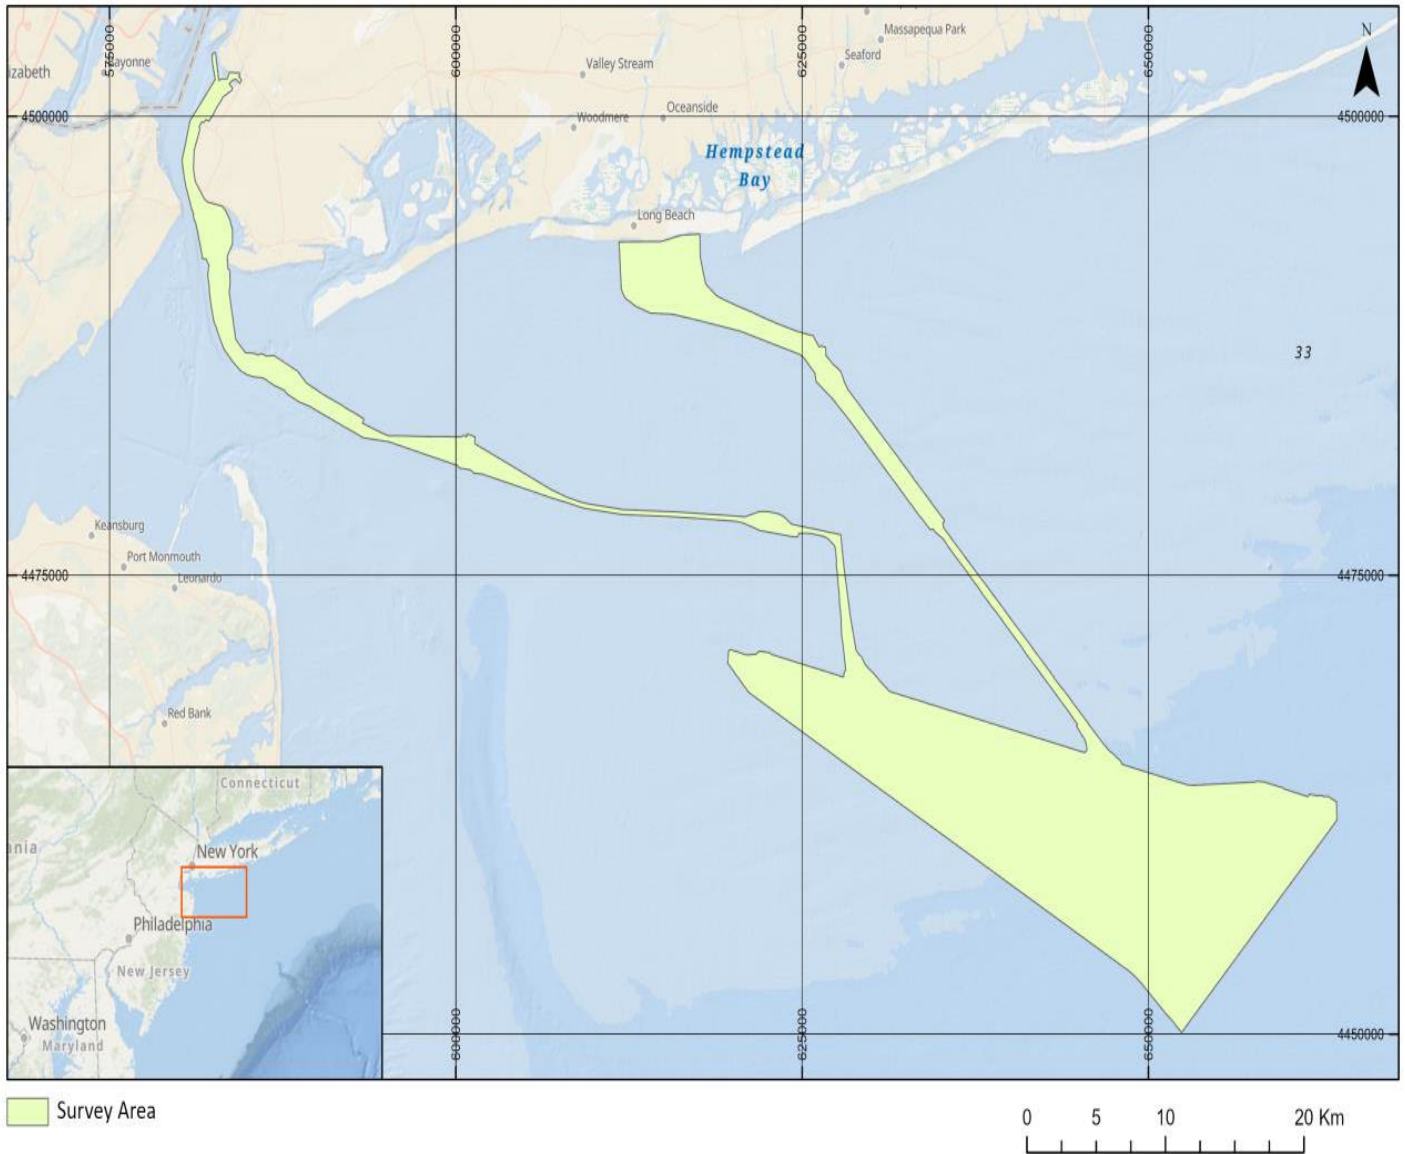 575000
600000
625000
650000
N
Massapequa Park
Seaford
Bayonne
izabeth
Valley Stream
Oceanside
Woodmere
4500000
4500000
Hempstead
Bay
Long Beach
33
Keansburg
Port Monmouth
Leonardo
4475000
4475000
Red Bank
Connecticut
ania
New York
Philadelphia
New Jersey
Washington
Maryland
4450000
600000
625000
650000
Survey Area
0 5 10 20 Km